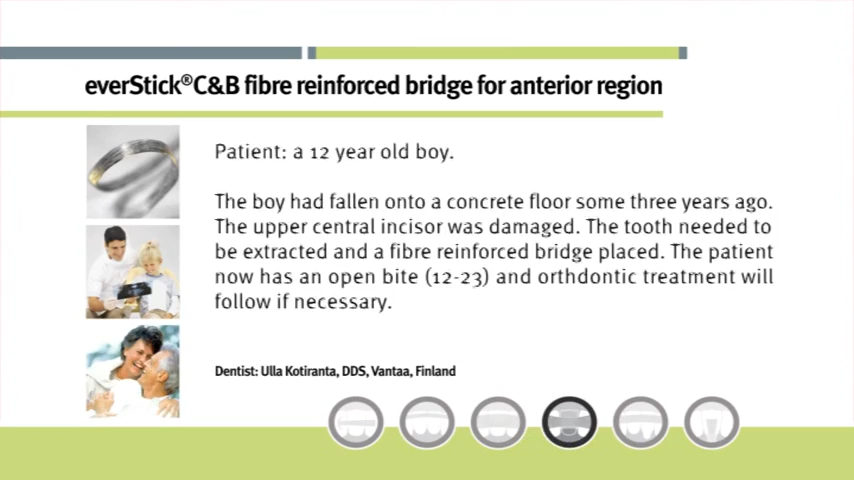 everStick®C&B fibre reinforced bridge for anterior region
Patient: a 12 year old boy.
The boy had fallen onto a concrete floor some three years ago.
The upper central incisor was damaged. The tooth needed to
be extracted and a fibre reinforced bridge placed. The patient
now has an open bite (12-23) and orthdontic treatment will
follow if necessary.
Dentist: Ulla Kotiranta, DDS, Vantaa, Finland